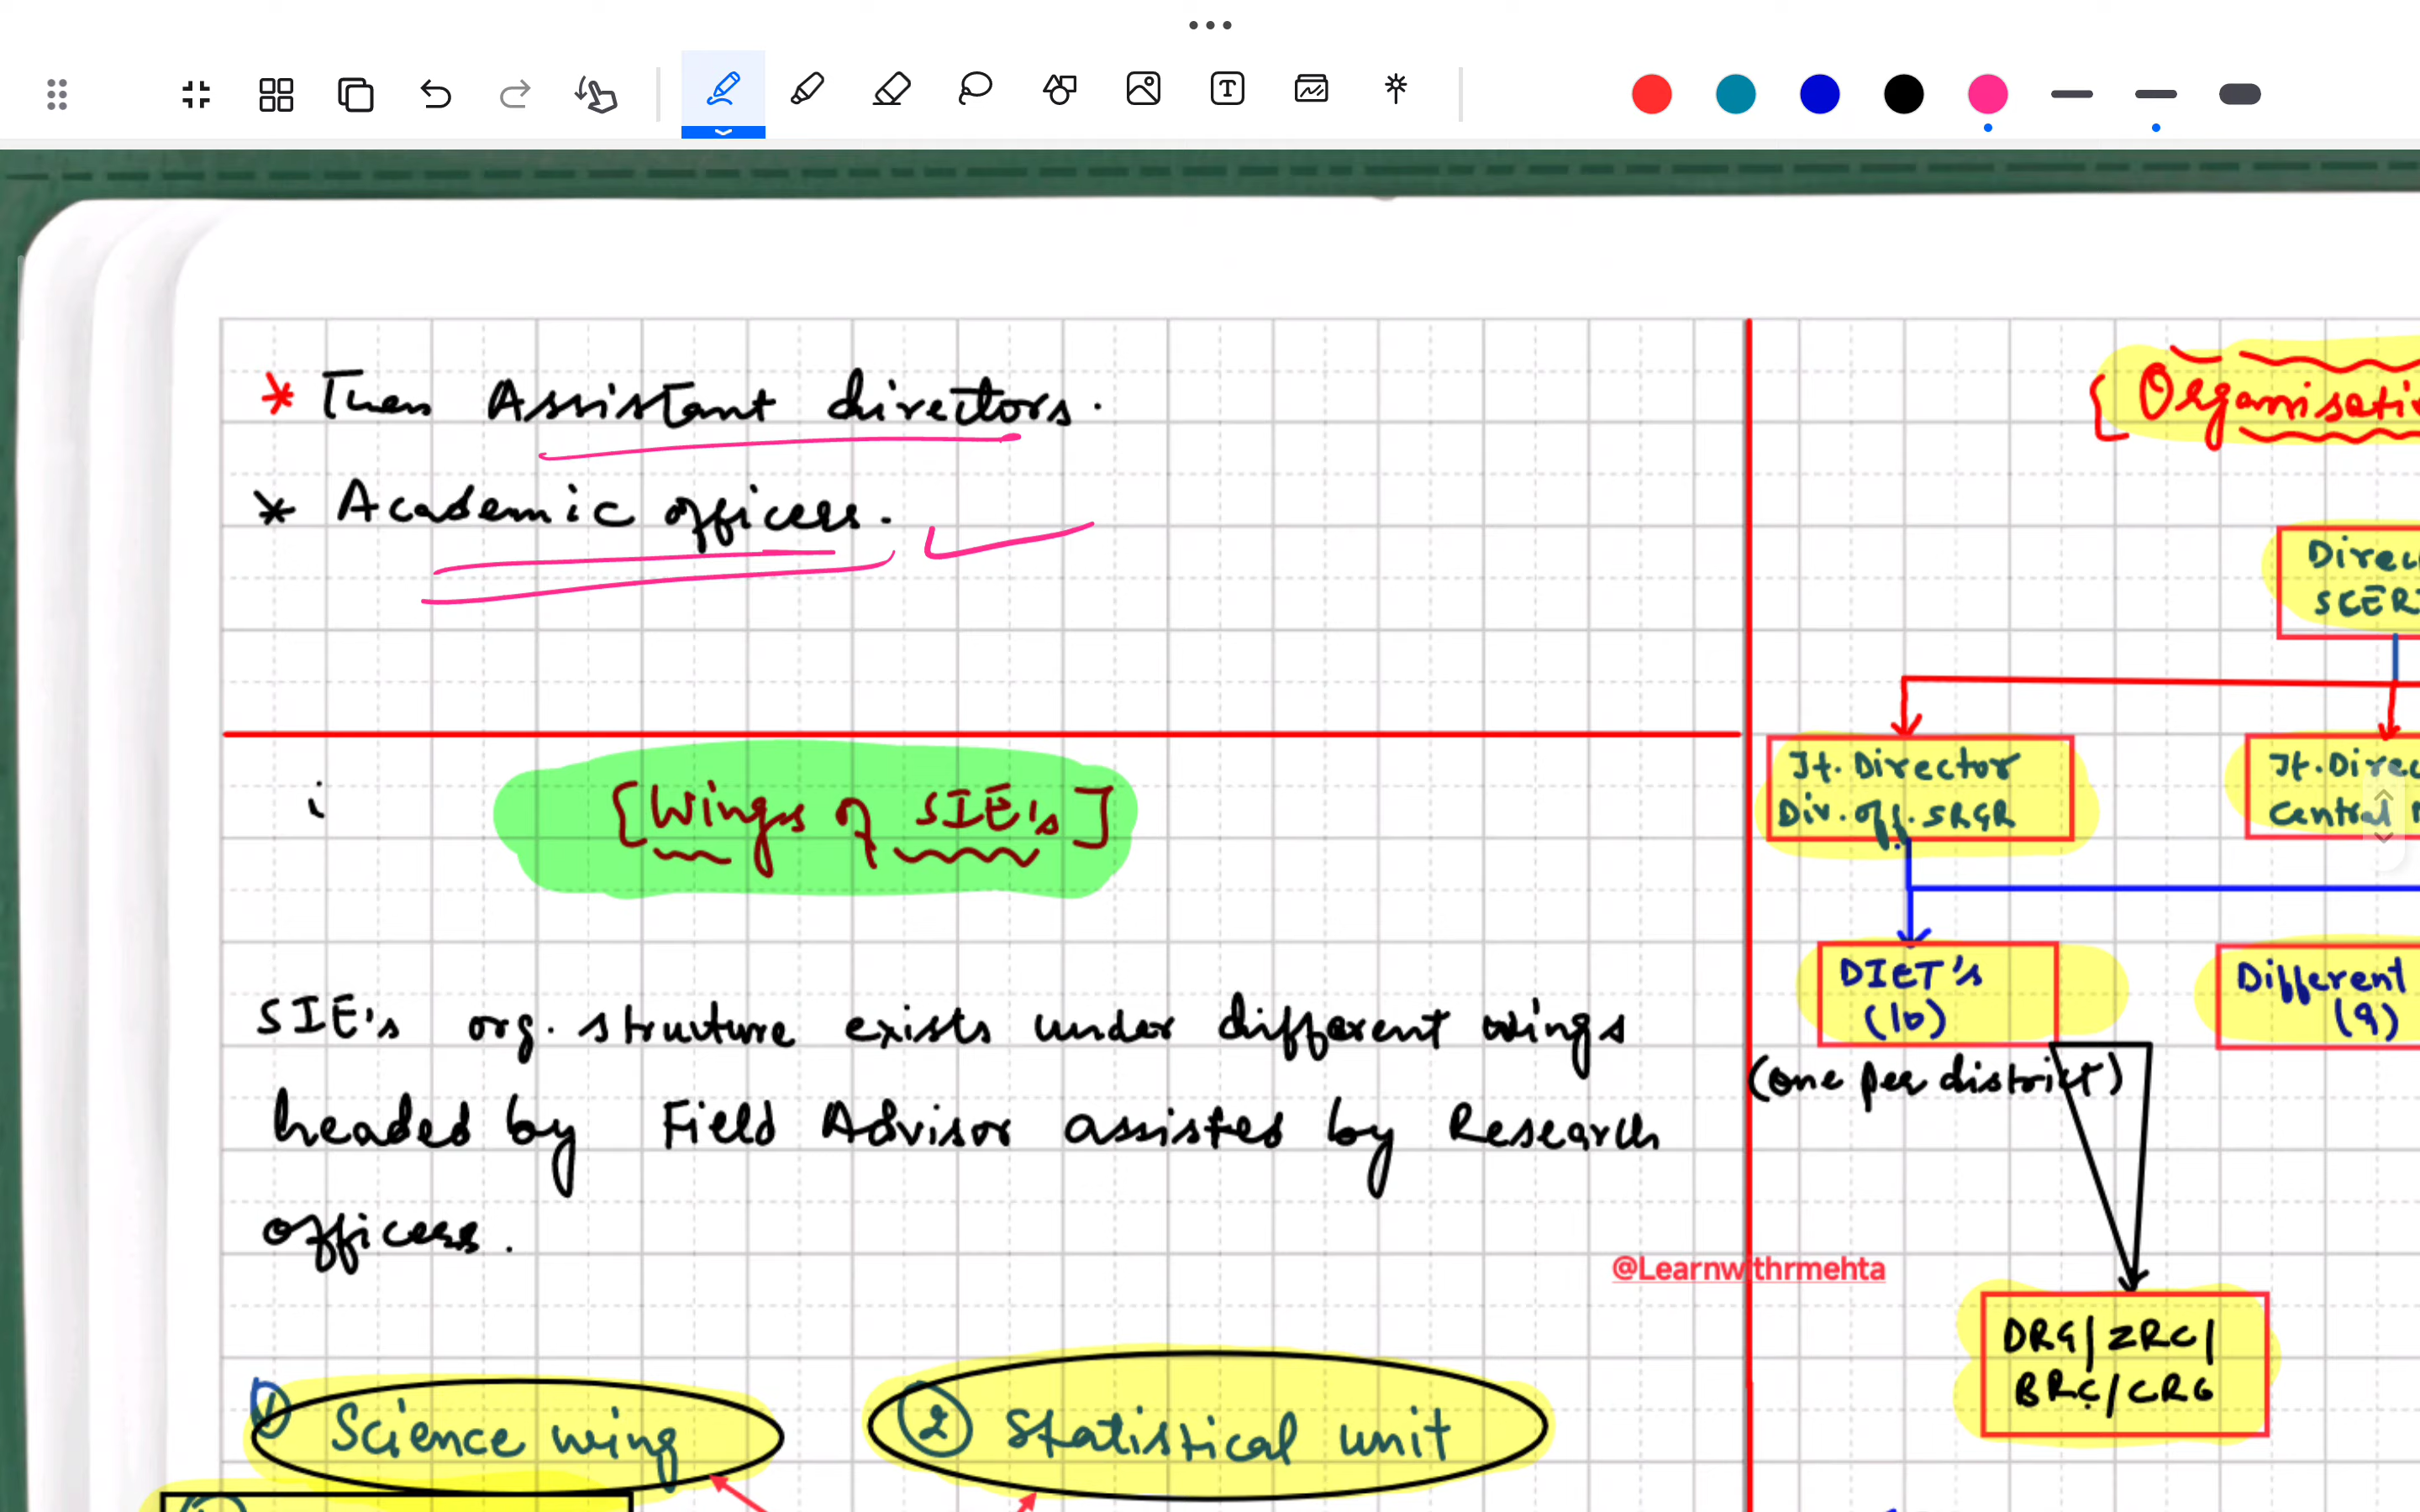 * Then Assistant directors.
* Academic officers.
[Wings of SIE's]
SIE's org. structure exists under different wings
headed by Field Advisor assisted by Research
officers.
① Science wing
② Statistical unit
@Learnwithrmehta
[Organisati
Direc
SCER
Jt. Director
Div. off. SRGR
Jt. Direc
Central
DIET's
(10)
(one per district)
Different
(9)
DRG/ZRC/
BRC/CRG